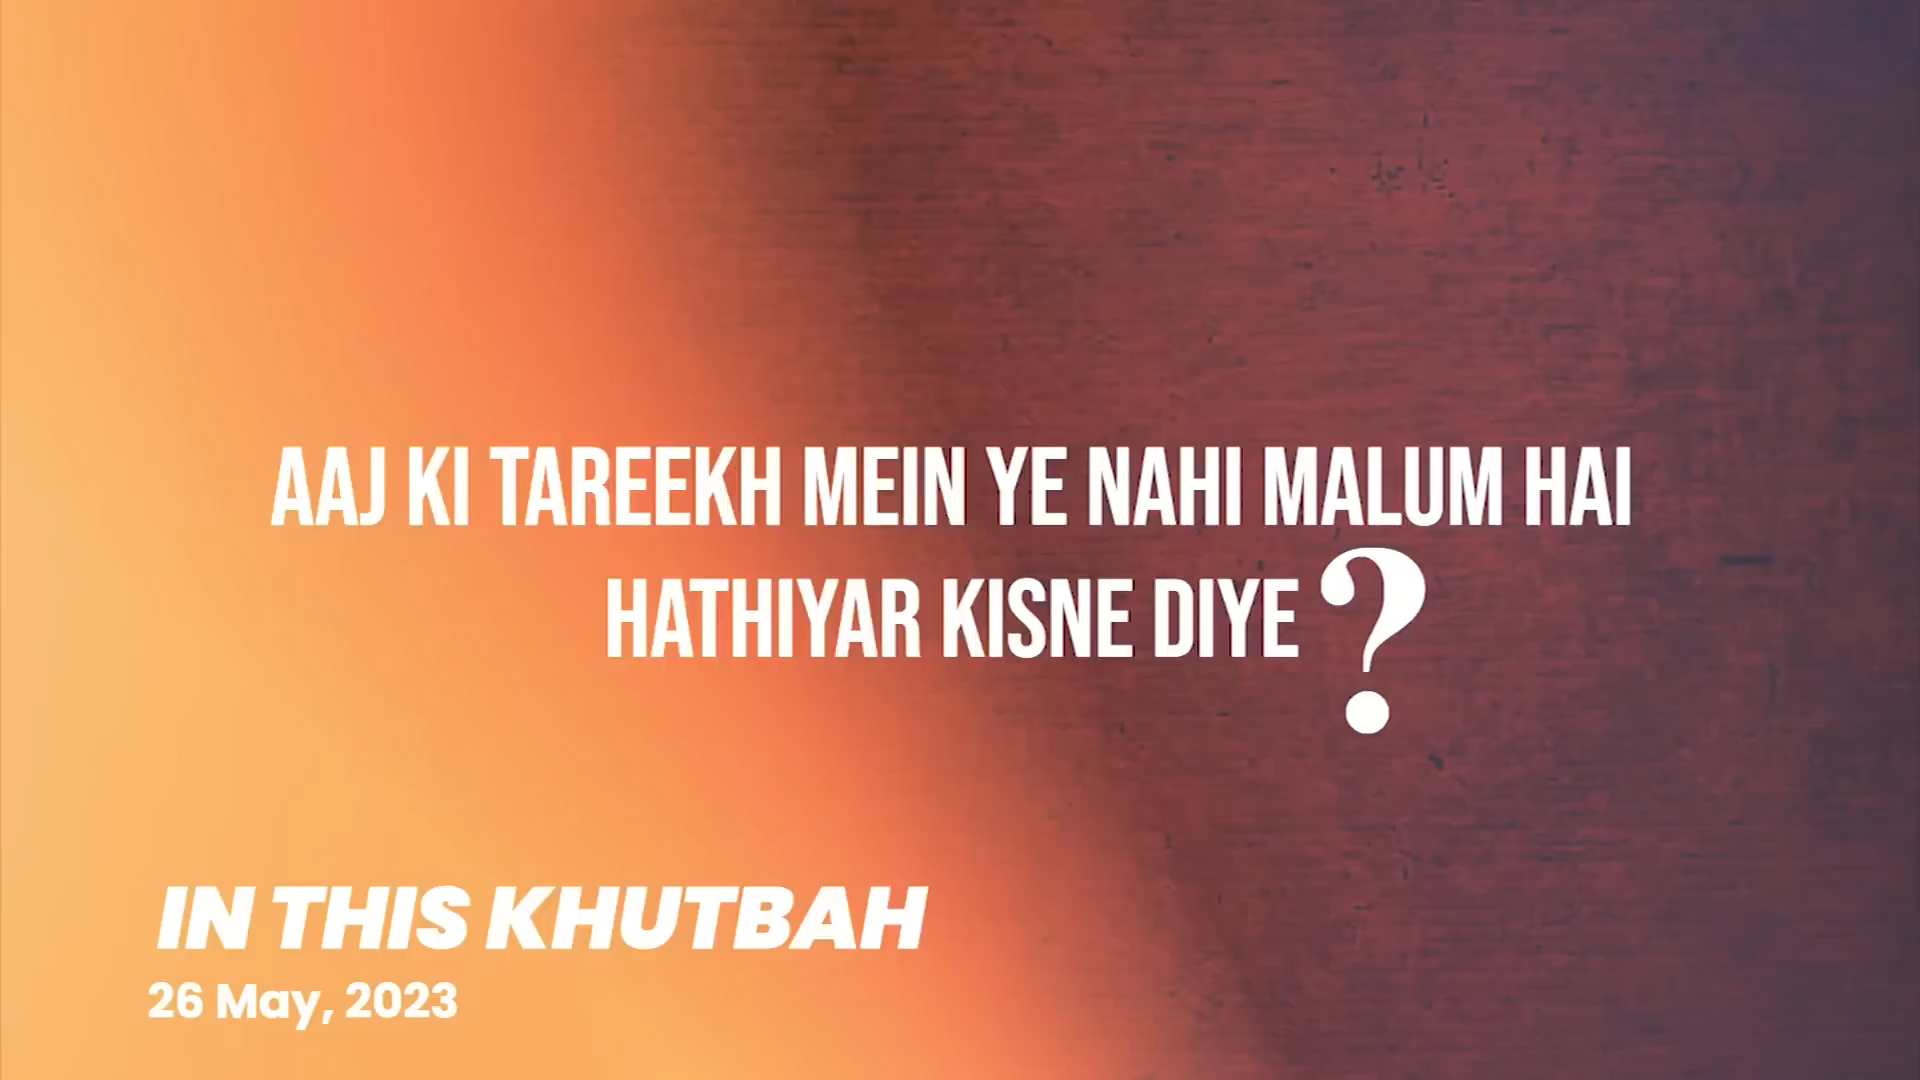 AAJ KI TAREEKH MEIN YE NAHI MALUM HAI
HATHIYAR KISNE DIYE?
IN THIS KHUTBAH
26 May, 2023